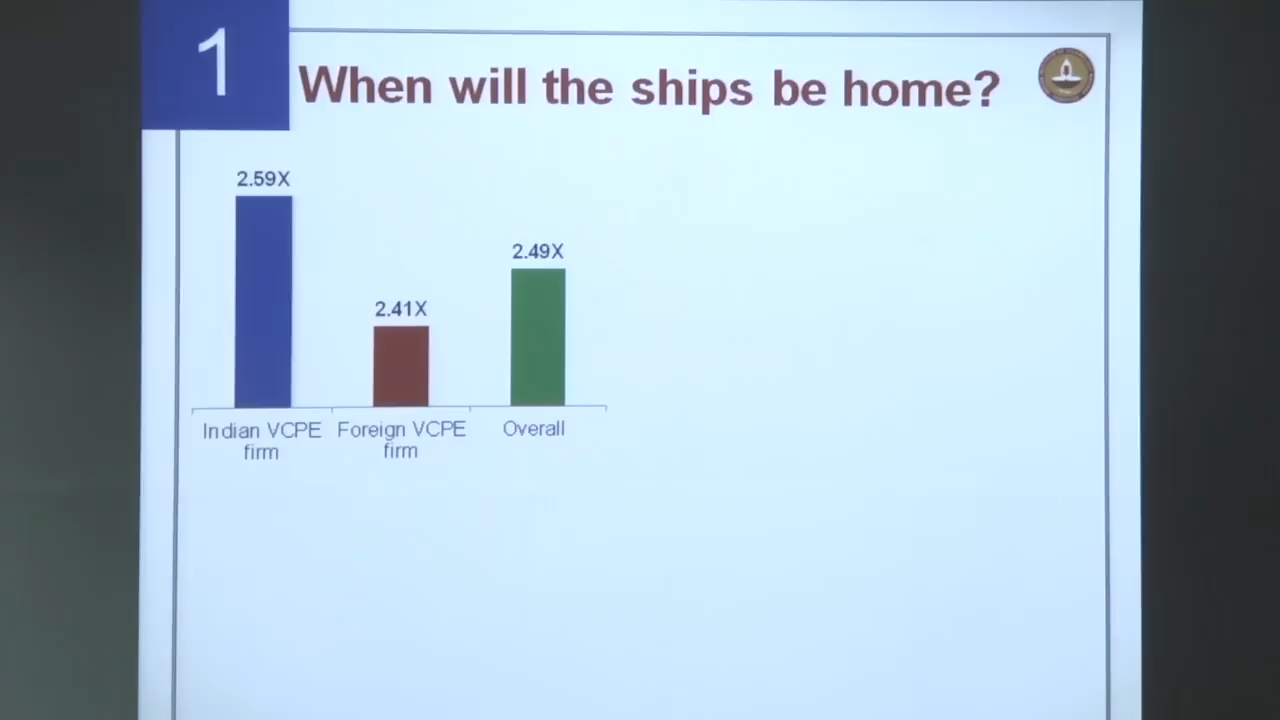 1
When will the ships be home?
2.59X
2.41X
2.49X
Indian VCPE
firm
Foreign VCPE
firm
Overall